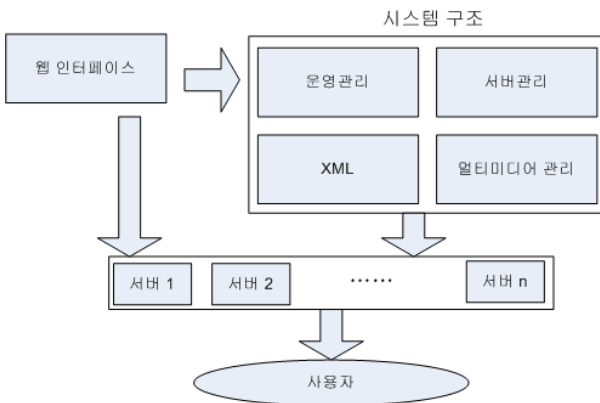 시스템 구조
웹 인터페이스
운영관리
서버관리
XML
멀티미디어 관리
서버 1
서버 2
······
서버 n
사용자